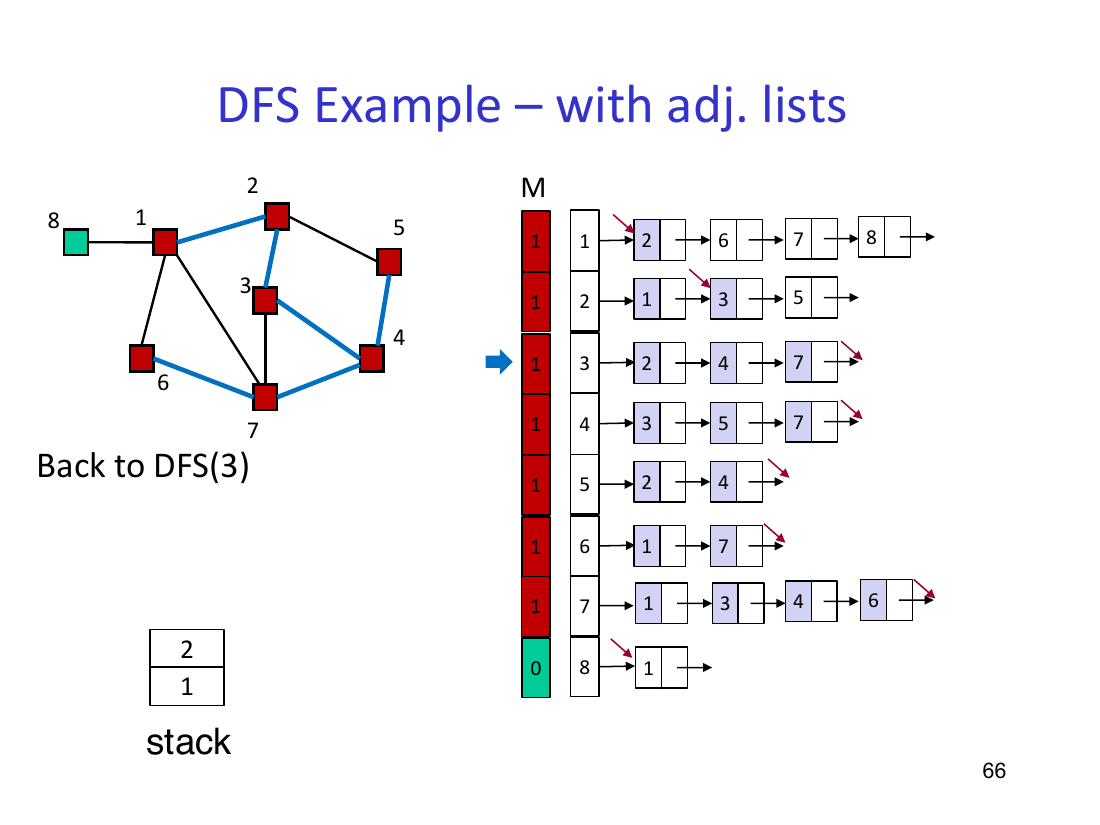 DFS Example – with adj. lists
2
8
1
5
3
4
6
7
Back to DFS(3)
2
1
stack
M
1 1 2 6 7 8
1 2 1 3 5
1 3 2 4 7
1 4 3 5 7
1 5 2 4
1 6 1 7
1 7 1 3 4 6
0 8 1
66